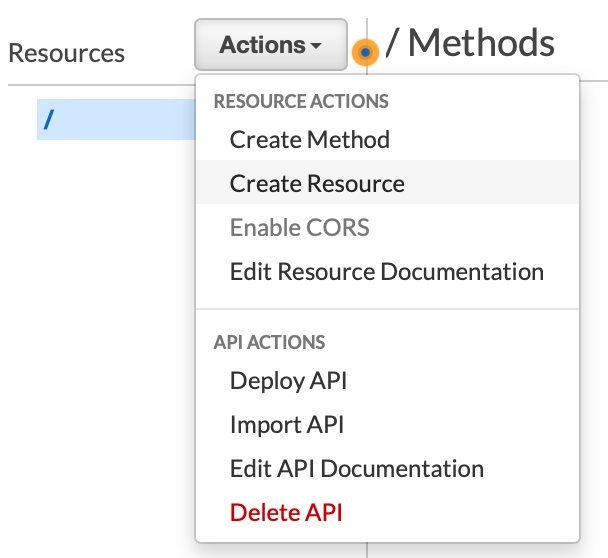 Resources
Actions
/ Methods
/
RESOURCE ACTIONS
Create Method
Create Resource
Enable CORS
Edit Resource Documentation
API ACTIONS
Deploy API
Import API
Edit API Documentation
Delete API